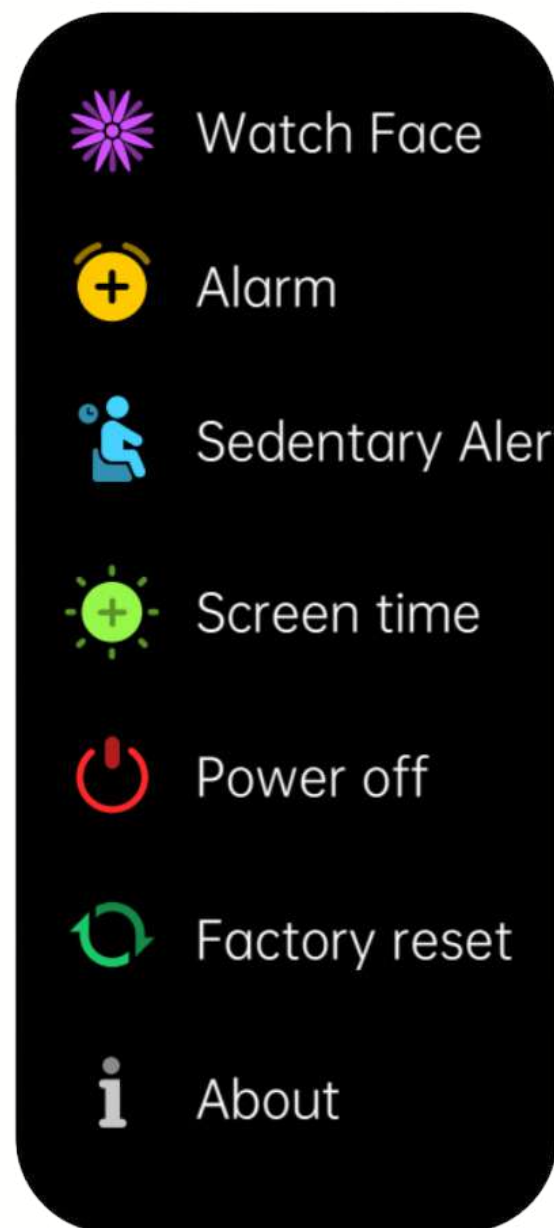 Watch Face
Alarm
Sedentary Aler
Screen time
Power off
Factory reset
About